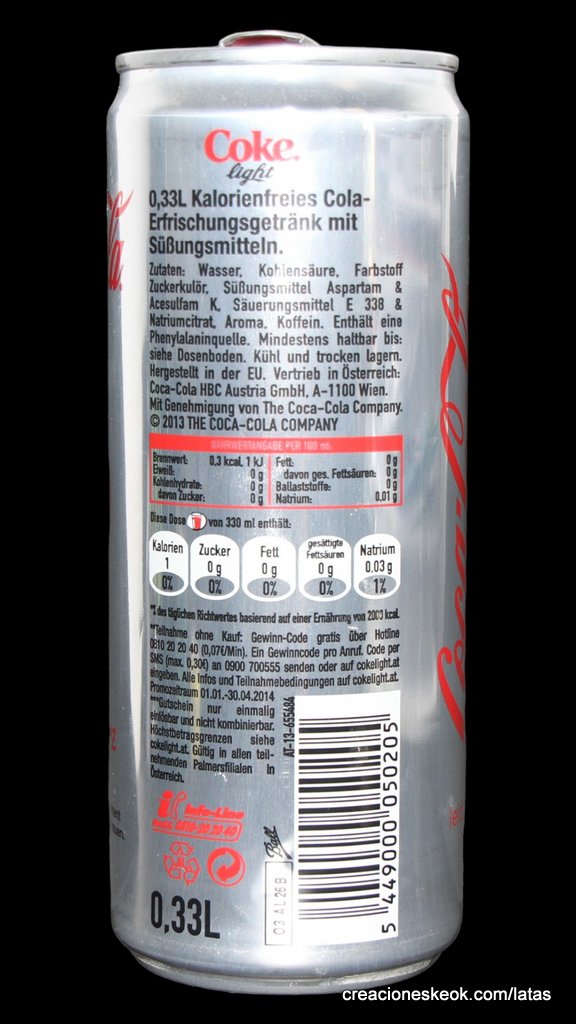 Coke
light
0,33L Kalorienfreies Cola-
Erfrischungsgetränk mit
Süßungsmitteln.
Zutaten: Wasser, Kohlensäure, Farbstoff
Zuckerkulör, Süßungsmittel Aspartam &
Acesulfam K, Säuerungsmittel E 338 &
Natriumcitrat, Aroma, Koffein. Enthält eine
Phenylalaninquelle. Mindestens haltbar bis:
siehe Dosenboden. Kühl und trocken lagern.
Hergestellt in der EU. Vertrieb in Österreich:
Coca-Cola HBC Austria GmbH, A-1100 Wien.
Mit Genehmigung von The Coca-Cola Company.
© 2013 THE COCA-COLA COMPANY
NÄHRWERTANGABE PER 100 ml
Brennwert: 0,3 kcal, 1 kJ
Eiweiß: 0 g
Kohlenhydrate: 0 g
davon Zucker: 0 g
Fett: 0 g
davon ges. Fettsäuren: 0 g
Ballaststoffe: 0 g
Natrium: 0.01 g
Diese Dose von 330 ml enthält:
Kalorien 1 0%
Zucker 0 g 0%
Fett 0 g 0%
gesättigte Fettsäuren 0 g 0%
Natrium 0.03 g 1%
*% des täglichen Richtwertes basierend auf einer Ernährung von 2000 kcal.
**Teilnahme ohne Kauf: Gewinn-Code gratis über Hotline
0810 20 20 40 (0,07€/Min). Ein Gewinncode pro Anruf. Code per
SMS (max. 0,30€) an 0900 700555 senden oder auf cokelight.at
eingeben. Alle Infos und Teilnahmebedingungen auf cokelight.at.
Promozeitraum 01.01.-30.04.2014
***Gutschein nur einmalig
einlösbar und nicht kombinierbar.
Höchstbetragsgrenzen siehe
cokelight.at. Gültig in allen teil-
nehmenden Palmersfilialen in
Österreich.
AT-13-655484
Info-Line
0810-20 20 40
Ball
03 AL 26 B
5 449000 050205
0,33L
creacioneskeok.com/latas